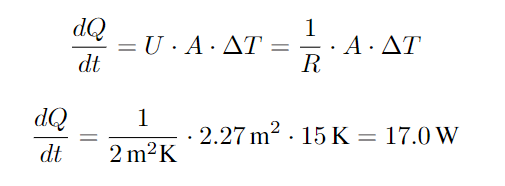 dQ/dt = U · A · ΔT = 1/R · A · ΔT
dQ/dt = 1/(2 m²K) · 2.27 m² · 15 K = 17.0 W